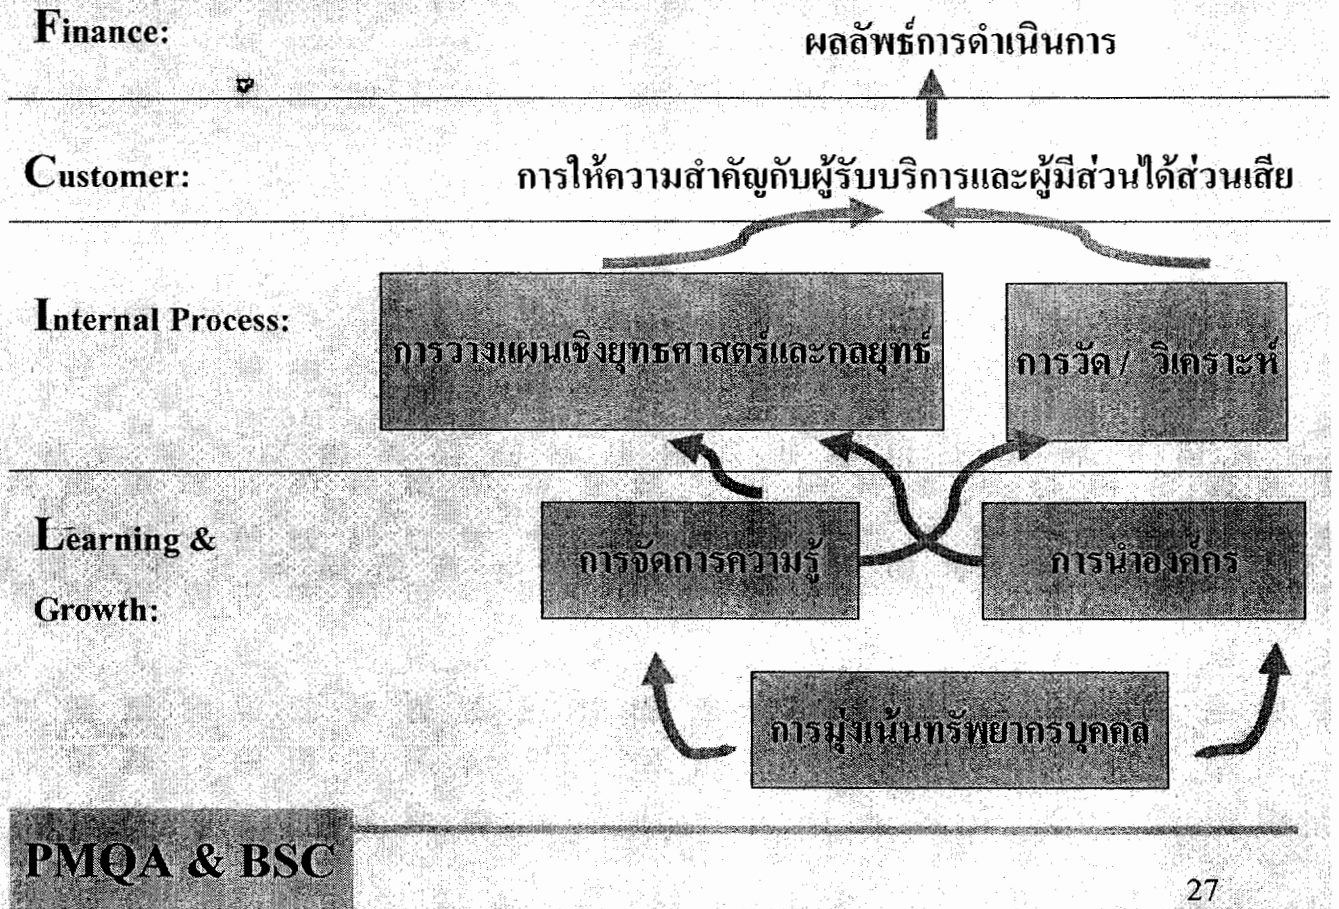 Finance:
ผลลัพธ์การดำเนินการ
Customer:
การให้ความสำคัญกับผู้รับบริการและผู้มีส่วนได้ส่วนเสีย
Internal Process:
การวางแผนเชิงยุทธศาสตร์และกลยุทธ์
การวัด / วิเคราะห์
Learning &
Growth:
การจัดการความรู้
การนำองค์กร
การมุ่งเน้นทรัพยากรบุคคล
PMQA & BSC
27